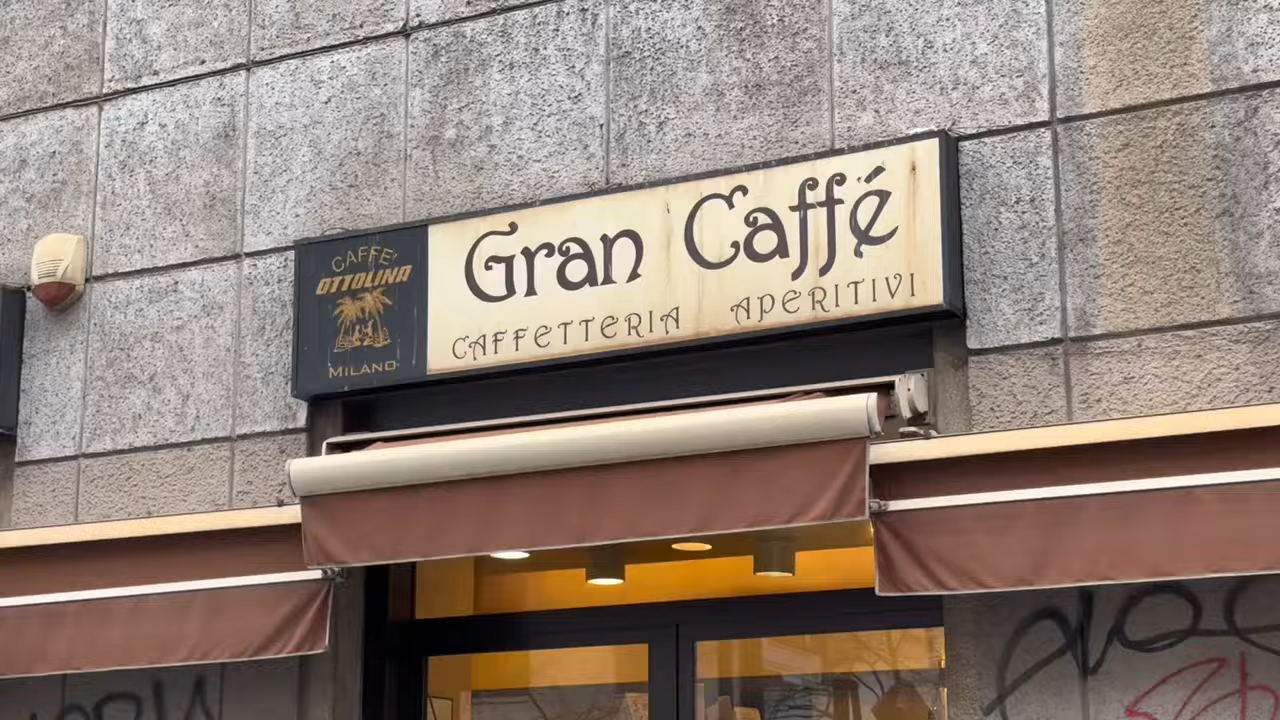 CAFFE'
OTTOLINA
MILANO
Gran Caffé
CAFFETTERIA APERITIVI